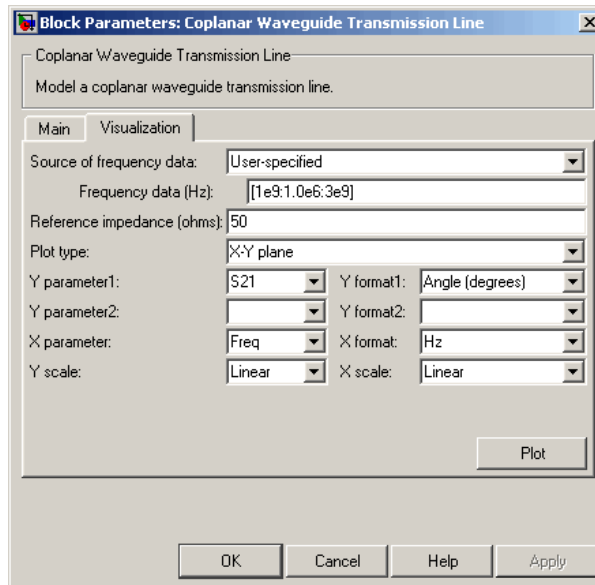 Block Parameters: Coplanar Waveguide Transmission Line
Coplanar Waveguide Transmission Line
Model a coplanar waveguide transmission line.
Main Visualization
Source of frequency data: User-specified
Frequency data (Hz): [1e9:1.0e6:3e9]
Reference impedance (ohms): 50
Plot type: X-Y plane
Y parameter1: S21 Y format1: Angle (degrees)
Y parameter2: Y format2:
X parameter: Freq X format: Hz
Y scale: Linear X scale: Linear
Plot
OK Cancel Help Apply